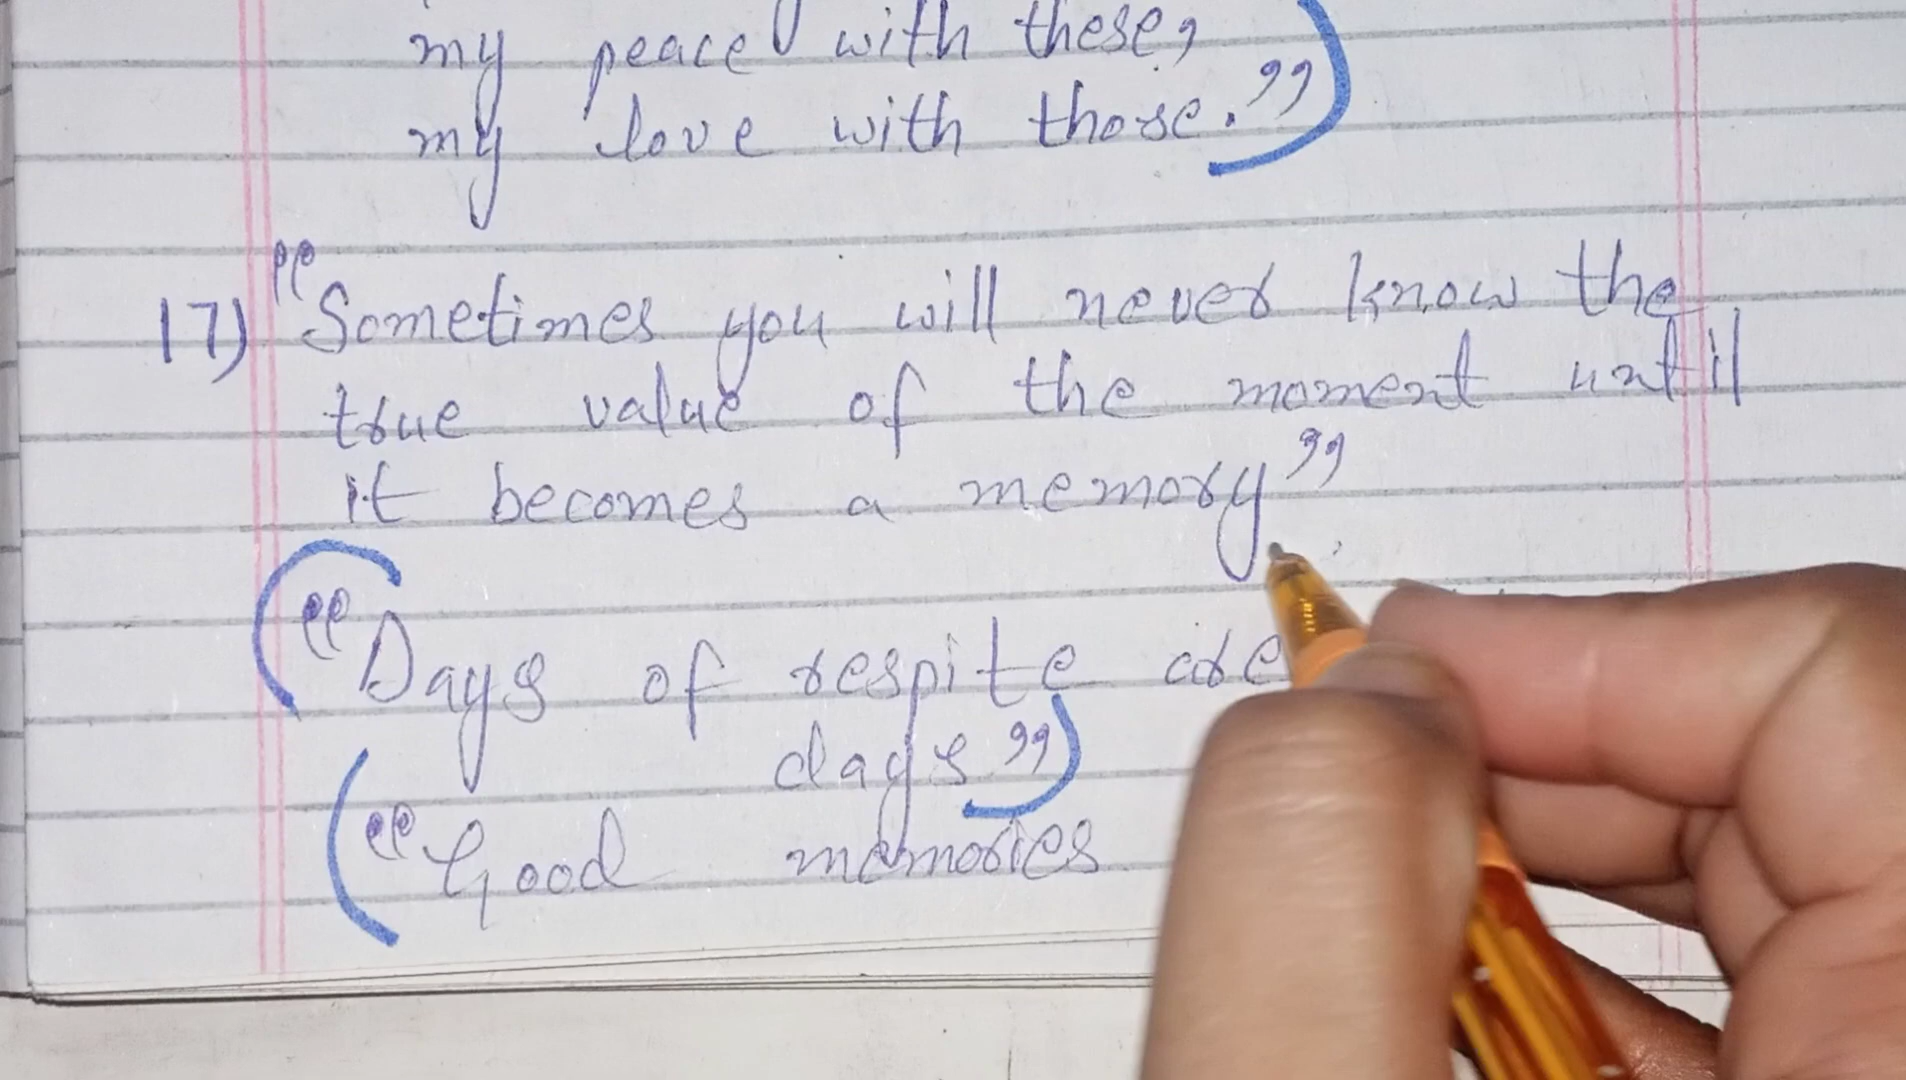 my peace with these,
my love with those.”
17) “Sometimes you will never know the
true value of the moment until
it becomes a memory”
“Days of respite are
days”
“Good memories